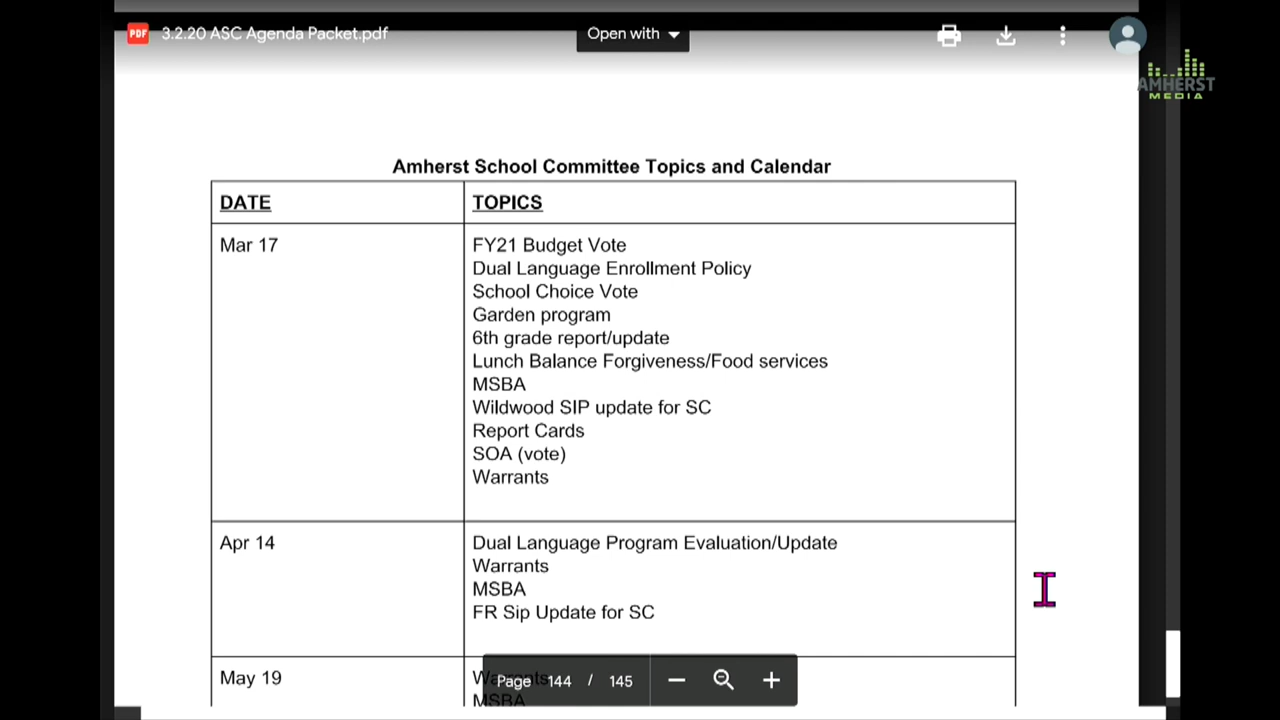 PDF 3.2.20 ASC Agenda Packet.pdf
Open with
AMHERST
MEDIA
Amherst School Committee Topics and Calendar
DATE
TOPICS
Mar 17
FY21 Budget Vote
Dual Language Enrollment Policy
School Choice Vote
Garden program
6th grade report/update
Lunch Balance Forgiveness/Food services
MSBA
Wildwood SIP update for SC
Report Cards
SOA (vote)
Warrants
Apr 14
Dual Language Program Evaluation/Update
Warrants
MSBA
FR Sip Update for SC
May 19
Warrants
MSBA
Page 144 / 145